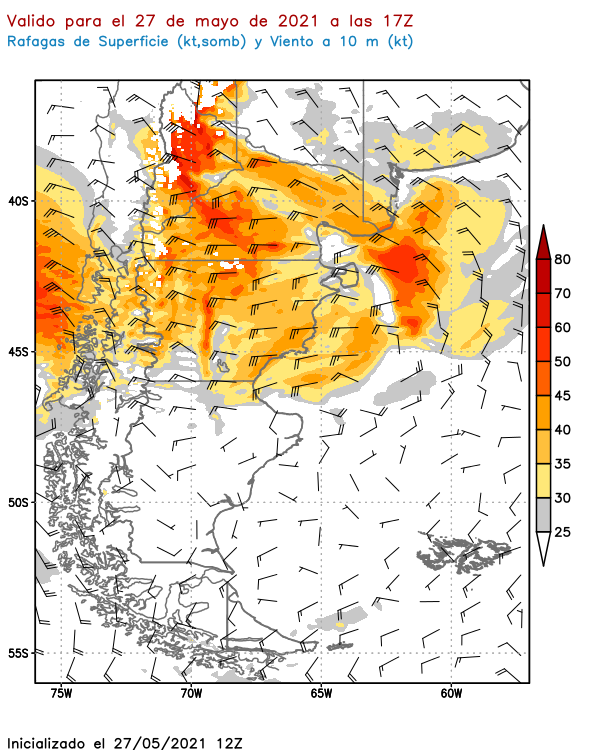 Valido para el 27 de mayo de 2021 a las 17Z
Rafagas de Superficie (kt,somb) y Viento a 10 m (kt)
40S
45S
50S
55S
75W 70W 65W 60W
80
70
60
50
45
40
35
30
25
Inicializado el 27/05/2021 12Z